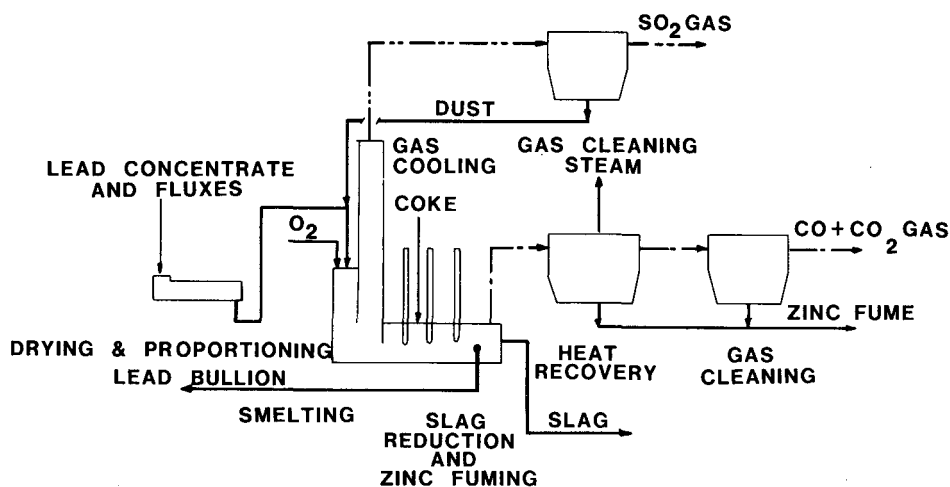 SO2 GAS
DUST
GAS
COOLING
GAS CLEANING
STEAM
LEAD CONCENTRATE
AND FLUXES
COKE
O2
CO + CO2 GAS
ZINC FUME
DRYING & PROPORTIONING
LEAD BULLION
HEAT
RECOVERY
GAS
CLEANING
SMELTING
SLAG
REDUCTION
AND
ZINC FUMING
SLAG